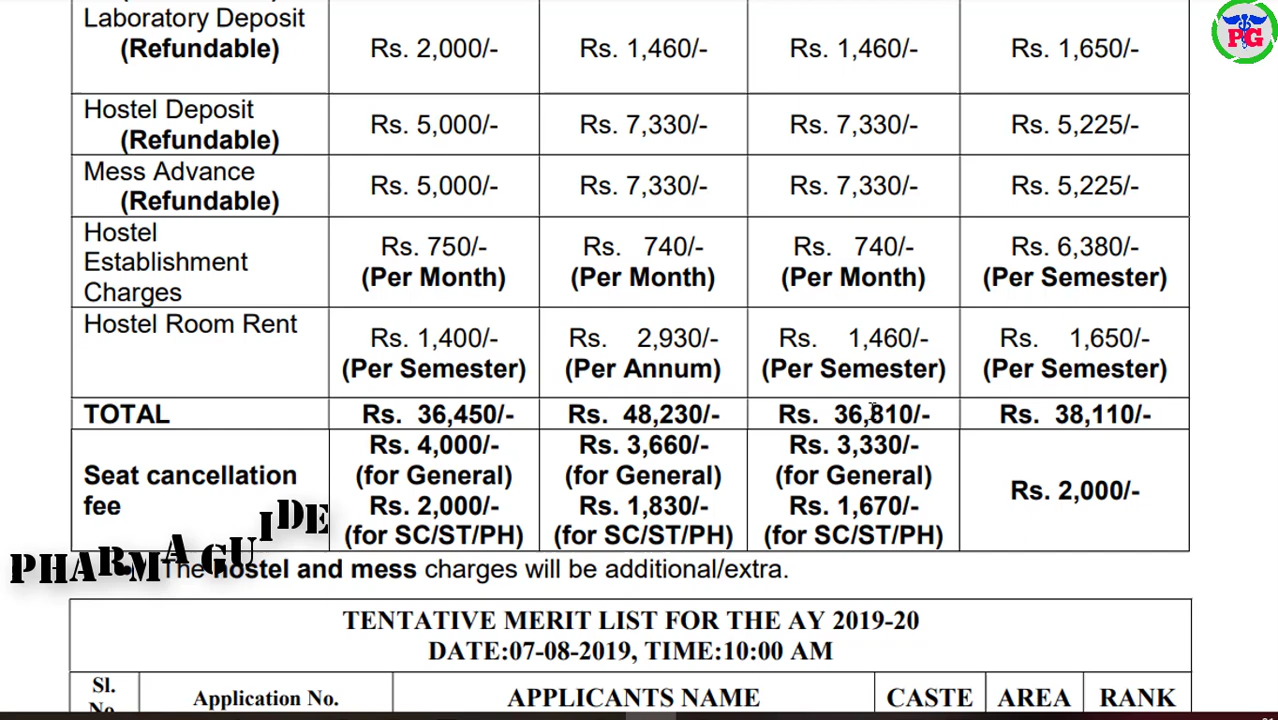 PG
Laboratory Deposit
(Refundable) Rs. 2,000/- Rs. 1,460/- Rs. 1,460/- Rs. 1,650/-
Hostel Deposit
(Refundable) Rs. 5,000/- Rs. 7,330/- Rs. 7,330/- Rs. 5,225/-
Mess Advance
(Refundable) Rs. 5,000/- Rs. 7,330/- Rs. 7,330/- Rs. 5,225/-
Hostel
Establishment
Charges
Rs. 750/- Rs. 740/- Rs. 740/- Rs. 6,380/-
(Per Month) (Per Month) (Per Month) (Per Semester)
Hostel Room Rent
Rs. 1,400/- Rs. 2,930/- Rs. 1,460/- Rs. 1,650/-
(Per Semester) (Per Annum) (Per Semester) (Per Semester)
TOTAL Rs. 36,450/- Rs. 48,230/- Rs. 36,810/- Rs. 38,110/-
Seat cancellation
fee
Rs. 4,000/- Rs. 3,660/- Rs. 3,330/-
(for General) (for General) (for General)
Rs. 2,000/- Rs. 1,830/- Rs. 1,670/- Rs. 2,000/-
(for SC/ST/PH) (for SC/ST/PH) (for SC/ST/PH)
PHARMA GUIDE
The hostel and mess charges will be additional/extra.
TENTATIVE MERIT LIST FOR THE AY 2019-20
DATE:07-08-2019, TIME:10:00 AM
Sl.
No. Application No. APPLICANTS NAME CASTE AREA RANK